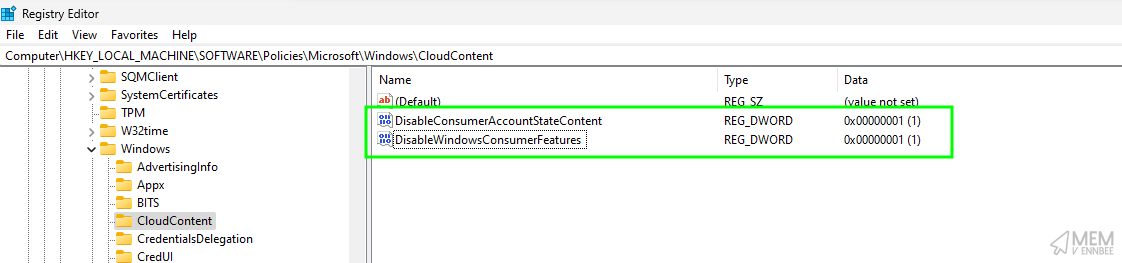 Registry Editor
File Edit View Favorites Help
Computer\HKEY_LOCAL_MACHINE\SOFTWARE\Policies\Microsoft\Windows\CloudContent
SQMClient
SystemCertificates
TPM
W32time
Windows
AdvertisingInfo
Appx
BITS
CloudContent
CredentialsDelegation
CredUI
Name Type Data
ab (Default) REG_SZ (value not set)
DisableConsumerAccountStateContent REG_DWORD 0x00000001 (1)
DisableWindowsConsumerFeatures REG_DWORD 0x00000001 (1)
MEM
VENNBEE